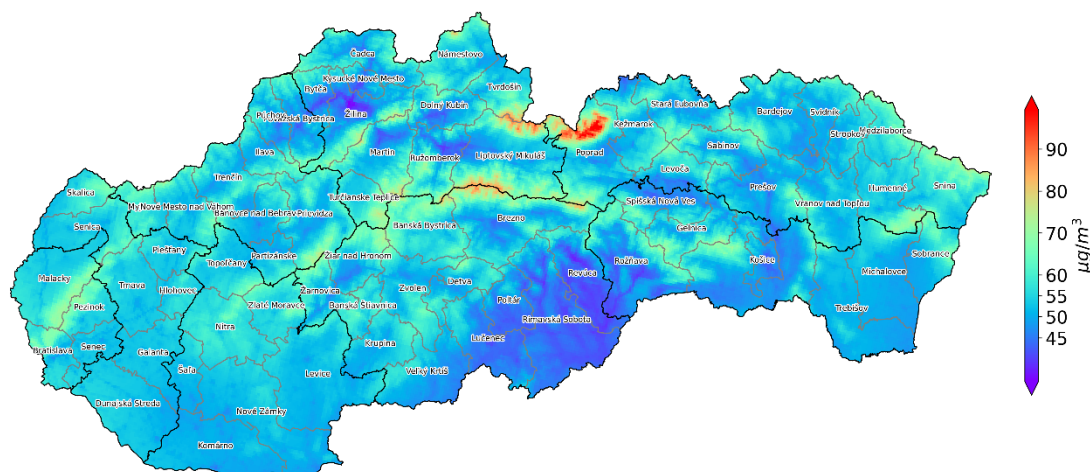 Čadca
Námestovo
Kysucké Nové Mesto
Bytča
Tvrdošín
Dolný Kubín
Žilina
Púchov
Považská Bystrica
Stará Ľubovňa
Kežmarok
Bardejov
Svidník
Stropkov
Medzilaborce
Sabinov
Ilava
Martin
Ružomberok
Liptovský Mikuláš
Poprad
Levoča
Trenčín
Prešov
Humenné
Snina
Skalica
Turčianske Teplice
Spišská Nová Ves
Vranov nad Topľou
My
Nové Mesto nad Váhom
Bánovce nad Bebrav
Prievidza
Senica
Banská Bystrica
Brezno
Gelnica
Piešťany
Topoľčany
Partizánske
Žiar nad Hronom
Rožňava
Košice
Sobrance
Malacky
Revúca
Michalovce
Trnava
Hlohovec
Zvolen
Detva
Žarnovica
Banská Štiavnica
Zlaté Moravce
Poltár
Pezinok
Trebišov
Nitra
Rimavská Sobota
Lučenec
Krupina
Bratislava
Senec
Galanta
Šaľa
Levice
Veľký Krtíš
Dunajská Streda
Nové Zámky
Komárno
90
80
70
60
55
50
45
µg/m³